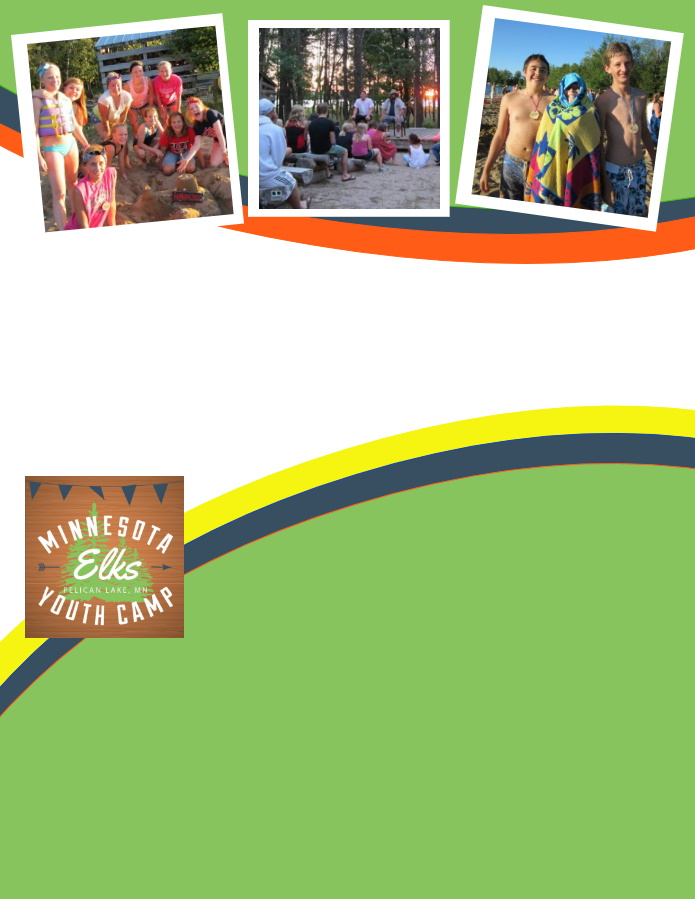 MINNESOTA
Elks
PELICAN LAKE, MN
YOUTH CAMP